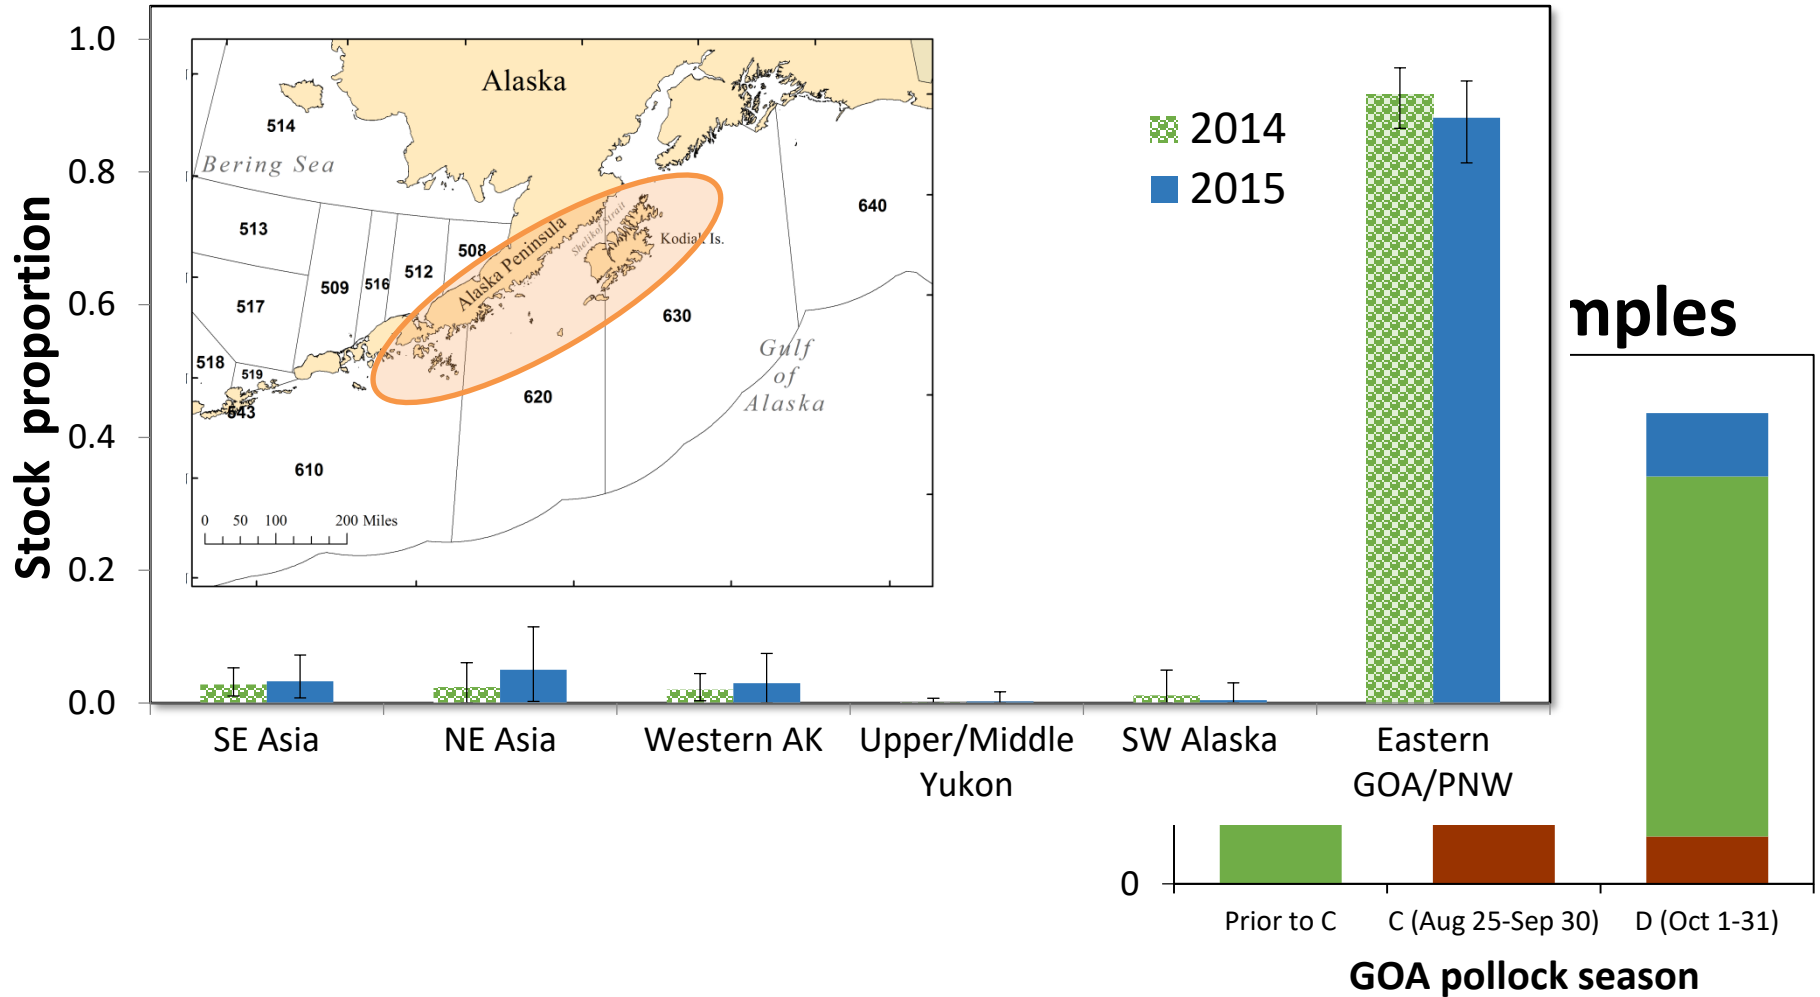 1.0
0.8
0.6
0.4
0.2
0.0
Stock proportion
Alaska
514
Bering Sea
513
508
512
509
516
517
518
519
543
610
620
630
640
Alaska Peninsula
Shelikof Strait
Kodiak Is.
Gulf
of
Alaska
0 50 100 200 Miles
2014
2015
SE Asia
NE Asia
Western AK
Upper/Middle
Yukon
SW Alaska
Eastern
GOA/PNW
mples
0
Prior to C
C (Aug 25-Sep 30)
D (Oct 1-31)
GOA pollock season